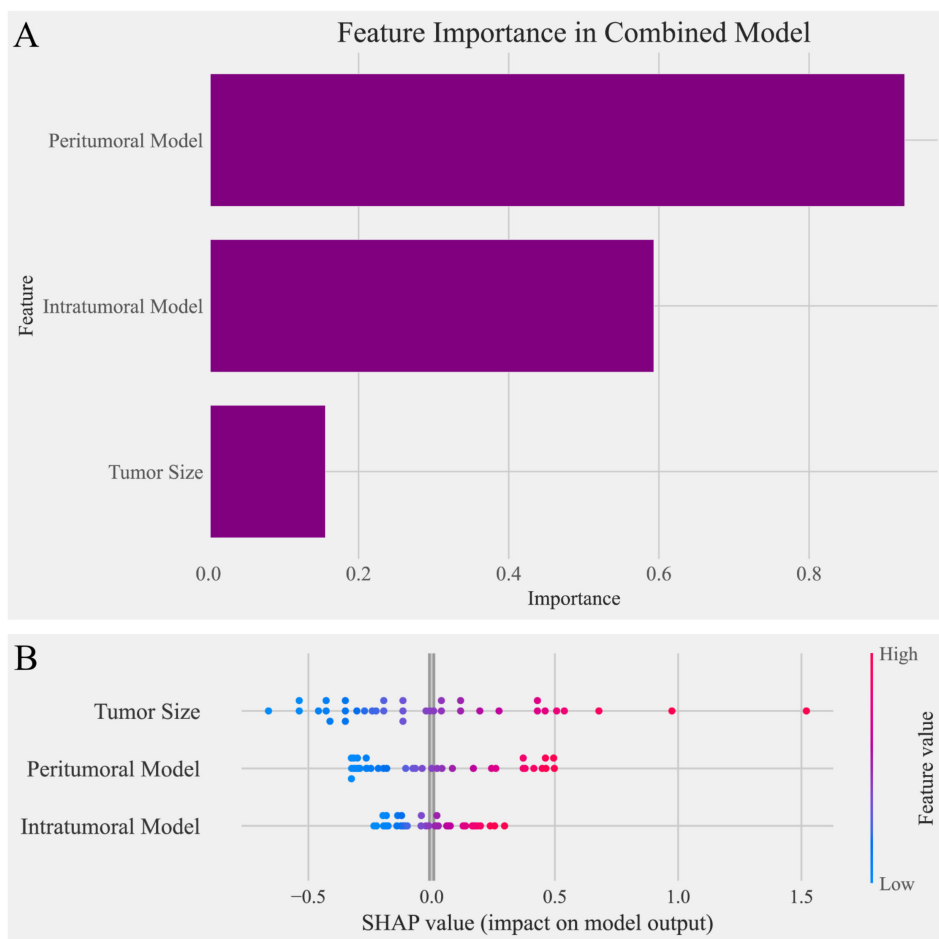 A
Feature Importance in Combined Model
Peritumoral Model
Intratumoral Model
Tumor Size
Feature
0.0 0.2 0.4 0.6 0.8
Importance
B
High
Tumor Size
Peritumoral Model
Intratumoral Model
Feature value
Low
−0.5 0.0 0.5 1.0 1.5
SHAP value (impact on model output)